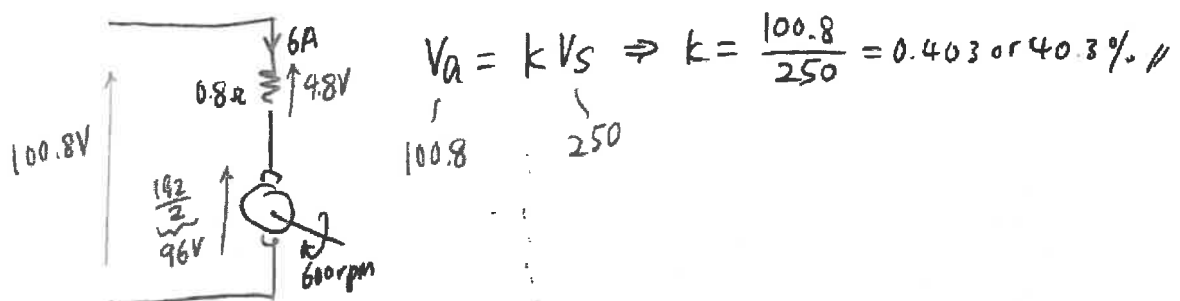 6A
0.8Ω
4.8V
100.8V
Va = k Vs ⇒ k = 100.8 / 250 = 0.403 or 40.3%. //
100.8
250
192 / 2
96V
600rpm